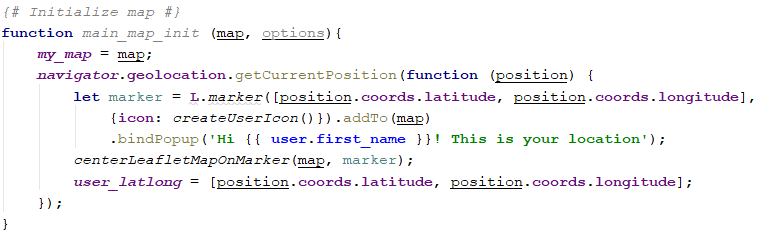 {# Initialize map #}
function main_map_init (map, options){
    my_map = map;
    navigator.geolocation.getCurrentPosition(function (position) {
        let marker = L.marker([position.coords.latitude, position.coords.longitude],
            {icon: createUserIcon()}).addTo(map)
            .bindPopup('Hi {{ user.first_name }}! This is your location');
        centerLeafletMapOnMarker(map, marker);
        user_latlong = [position.coords.latitude, position.coords.longitude];
    });
}